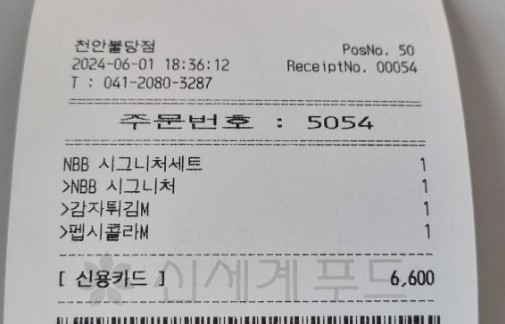 천안불당점
PosNo. 50
2024-06-01 18:36:12
ReceiptNo. 00054
T : 041-2080-3287
주문번호 : 5054
NBB 시그니처세트 1
>NBB 시그니처 1
>감자튀김M 1
>펩시콜라M 1
[ 신용카드 ] 6,600
신세계푸드